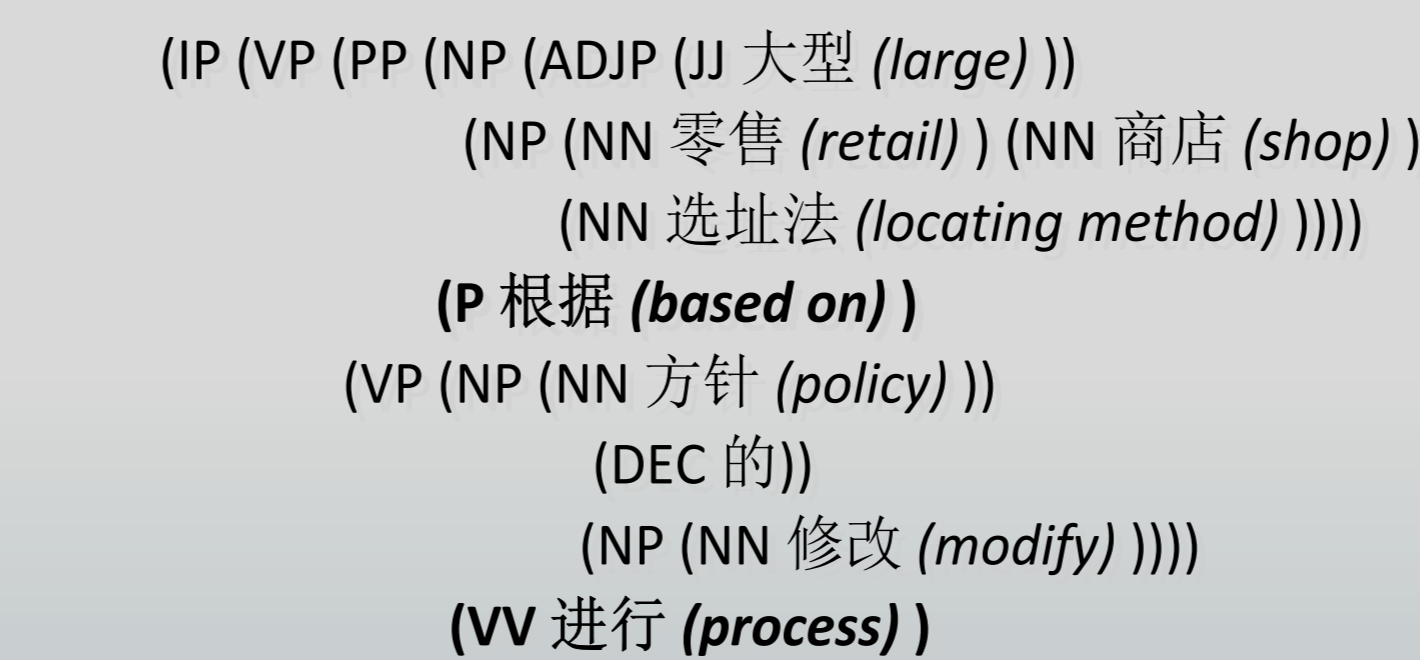 (IP (VP (PP (NP (ADJP (JJ 大型 (large) ))
(NP (NN 零售 (retail) ) (NN 商店 (shop) )
(NN 选址法 (locating method) ))))
(P 根据 (based on) )
(VP (NP (NN 方针 (policy) ))
(DEC 的))
(NP (NN 修改 (modify) ))))
(VV 进行 (process) )